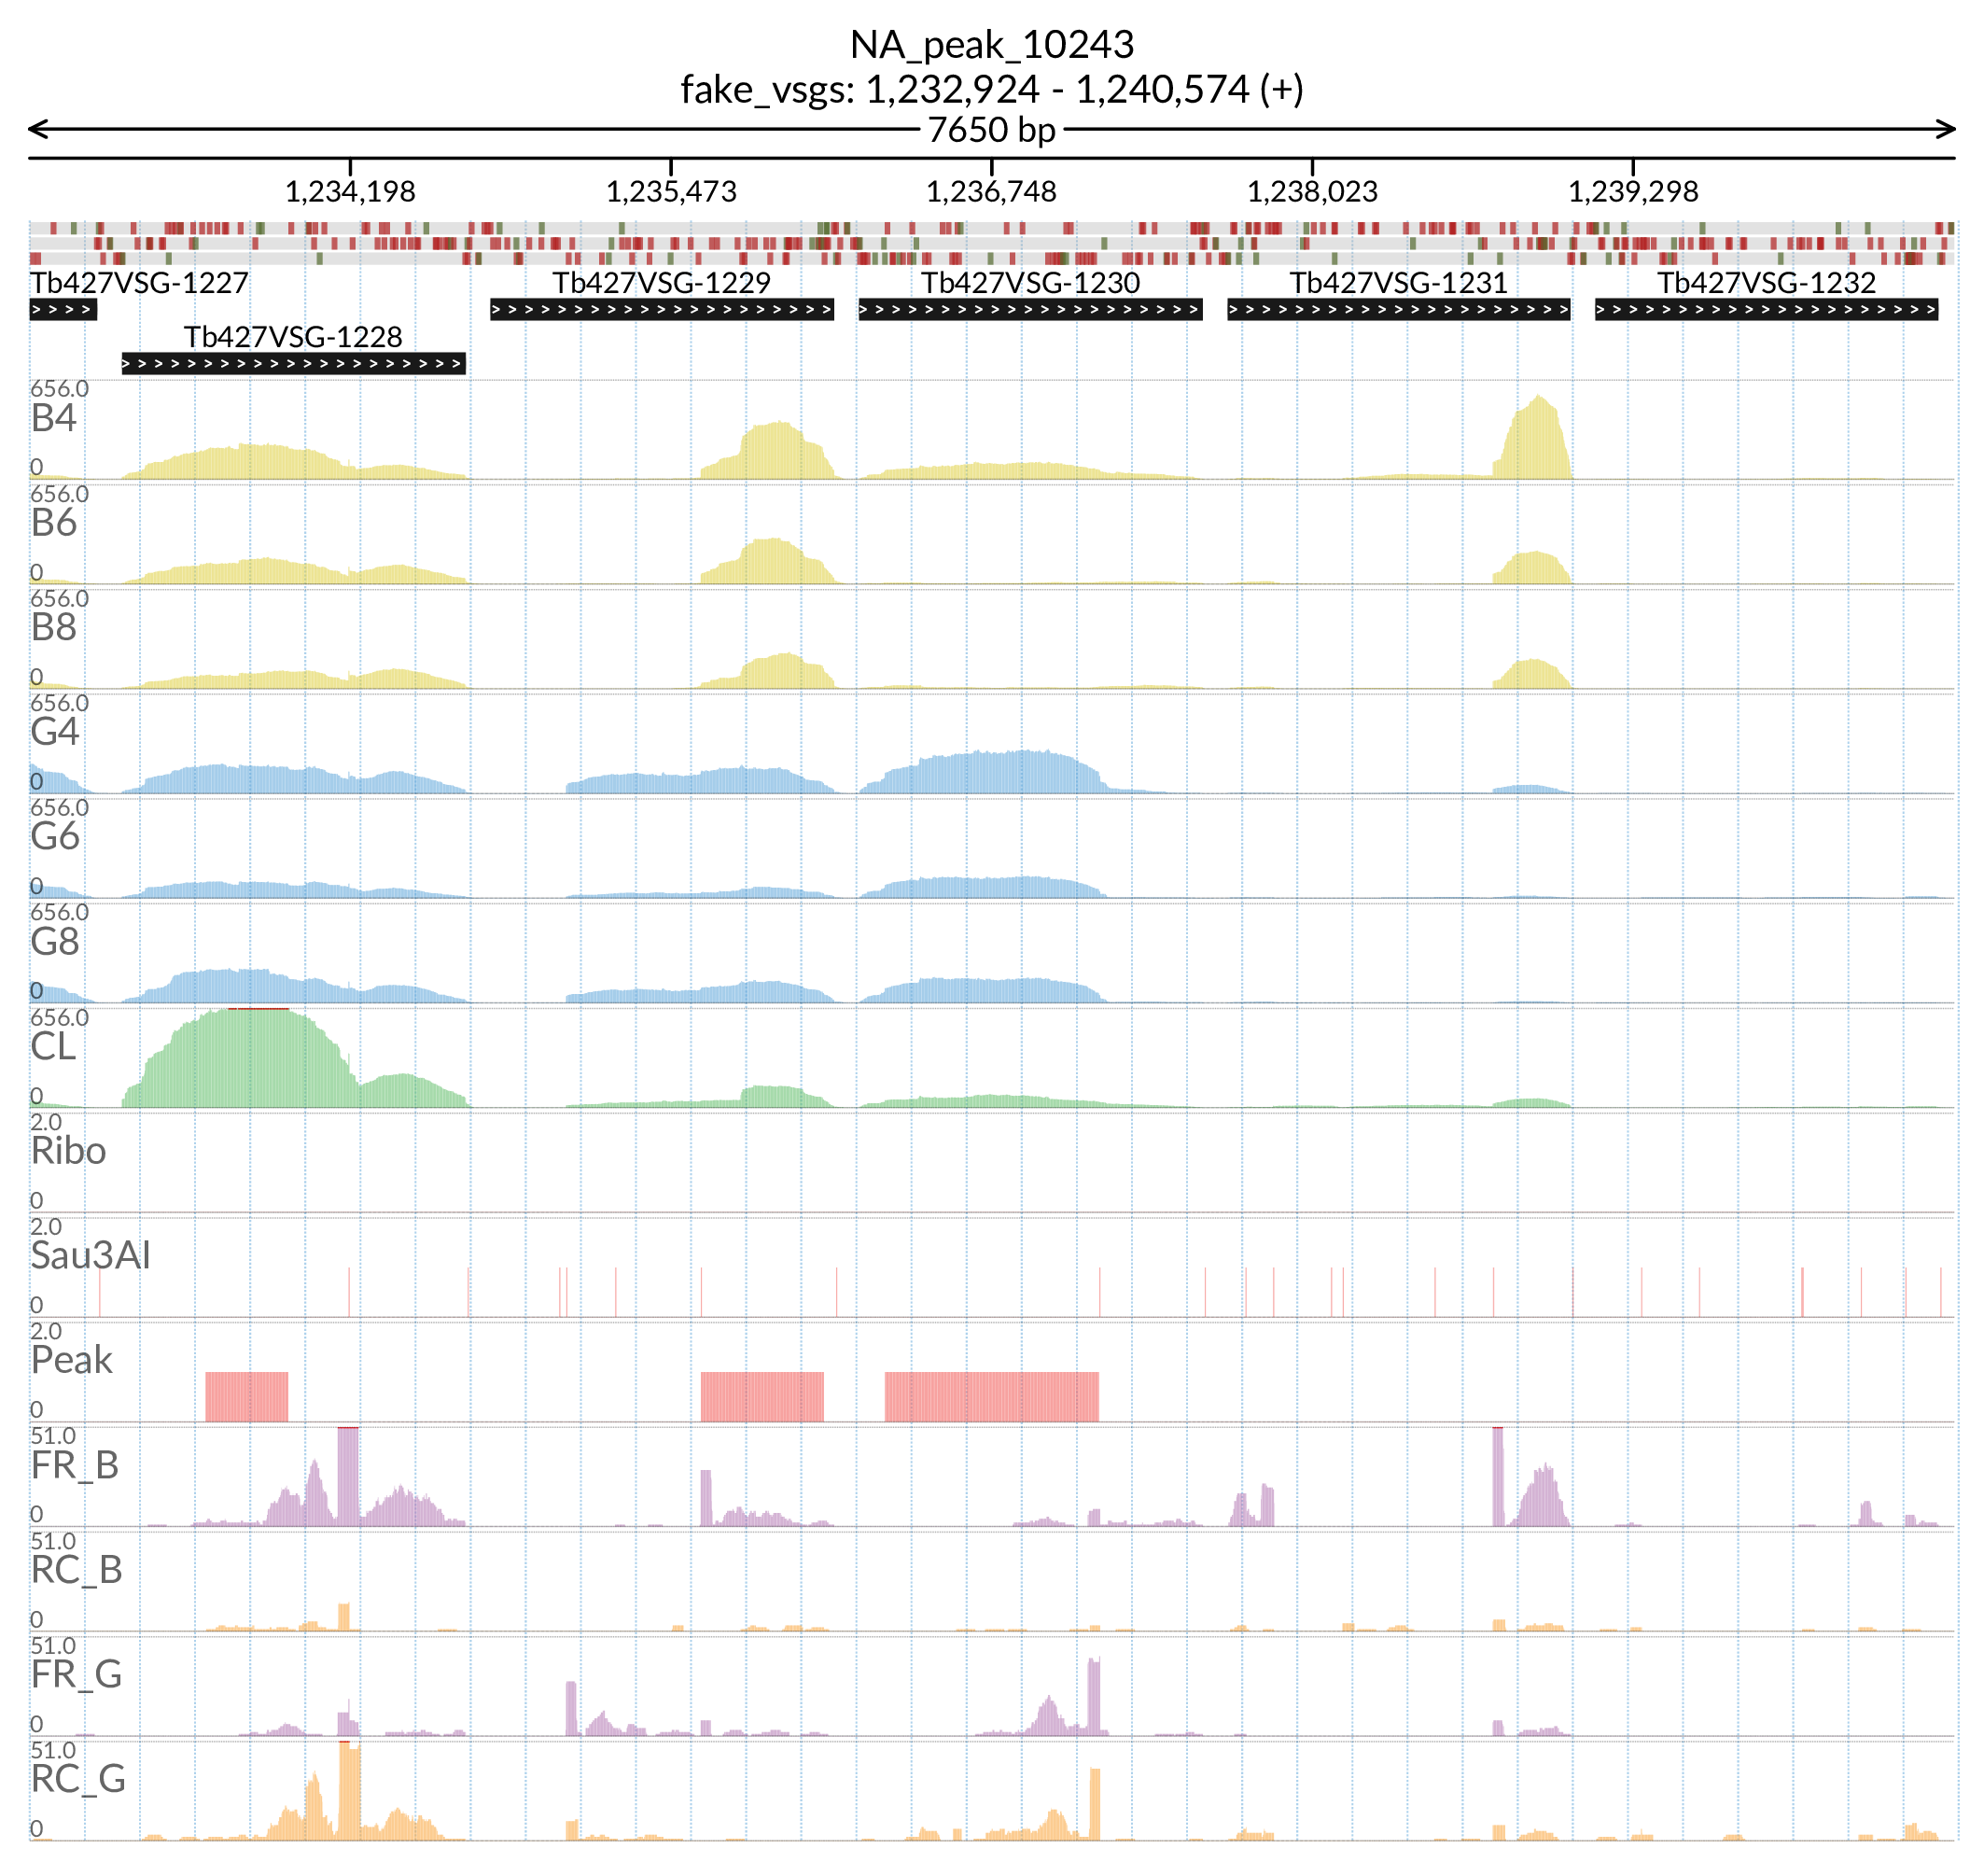 NA_peak_10243
fake_vsgs: 1,232,924 - 1,240,574 (+)
7650 bp
1,234,198 1,235,473 1,236,748 1,238,023 1,239,298
Tb427VSG-1227 Tb427VSG-1229 Tb427VSG-1230 Tb427VSG-1231 Tb427VSG-1232
Tb427VSG-1228
656.0
B4
0
656.0
B6
0
656.0
B8
0
656.0
G4
0
656.0
G6
0
656.0
G8
0
656.0
CL
0
2.0
Ribo
0
2.0
Sau3AI
0
2.0
Peak
0
51.0
FR_B
0
51.0
RC_B
0
51.0
FR_G
0
51.0
RC_G
0